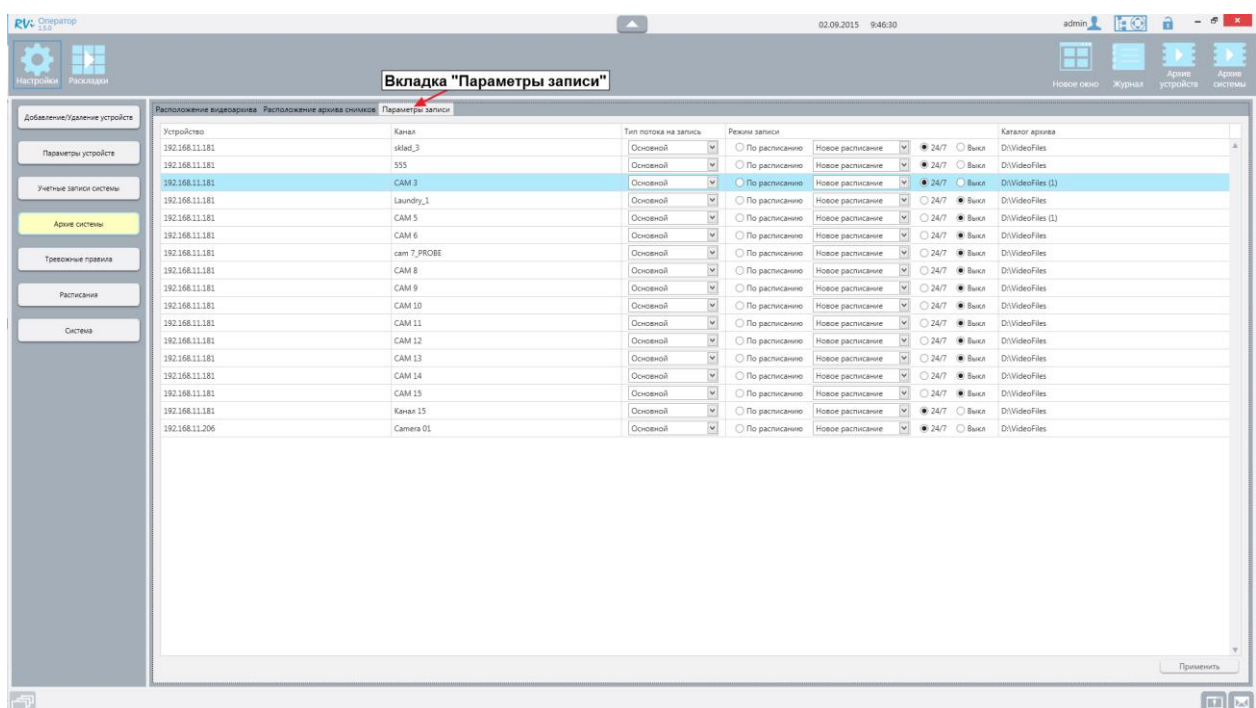 RVi Оператор
1.5.0
02.09.2015 9:46:30
admin
Настройки Раскладки
Вкладка "Параметры записи"
Новое окно Журнал Архив устройств Архив системы
Добавление/Удаление устройств
Параметры устройств
Учетные записи системы
Архив системы
Тревожные правила
Расписания
Система
Расположение видеоархива Расположение архива снимков Параметры записи
Устройство Канал Тип потока на запись Режим записи Каталог архива
192.168.11.181 sklad_3 Основной По расписанию Новое расписание 24/7 Выкл D:\VideoFiles
192.168.11.181 555 Основной По расписанию Новое расписание 24/7 Выкл D:\VideoFiles
192.168.11.181 CAM 3 Основной По расписанию Новое расписание 24/7 Выкл D:\VideoFiles (1)
192.168.11.181 Laundry_1 Основной По расписанию Новое расписание 24/7 Выкл D:\VideoFiles
192.168.11.181 CAM 5 Основной По расписанию Новое расписание 24/7 Выкл D:\VideoFiles (1)
192.168.11.181 CAM 6 Основной По расписанию Новое расписание 24/7 Выкл D:\VideoFiles
192.168.11.181 cam 7_PROBE Основной По расписанию Новое расписание 24/7 Выкл D:\VideoFiles
192.168.11.181 CAM 8 Основной По расписанию Новое расписание 24/7 Выкл D:\VideoFiles
192.168.11.181 CAM 9 Основной По расписанию Новое расписание 24/7 Выкл D:\VideoFiles
192.168.11.181 CAM 10 Основной По расписанию Новое расписание 24/7 Выкл D:\VideoFiles
192.168.11.181 CAM 11 Основной По расписанию Новое расписание 24/7 Выкл D:\VideoFiles
192.168.11.181 CAM 12 Основной По расписанию Новое расписание 24/7 Выкл D:\VideoFiles
192.168.11.181 CAM 13 Основной По расписанию Новое расписание 24/7 Выкл D:\VideoFiles
192.168.11.181 CAM 14 Основной По расписанию Новое расписание 24/7 Выкл D:\VideoFiles
192.168.11.181 CAM 15 Основной По расписанию Новое расписание 24/7 Выкл D:\VideoFiles
192.168.11.181 Канал 15 Основной По расписанию Новое расписание 24/7 Выкл D:\VideoFiles
192.168.11.206 Camera 01 Основной По расписанию Новое расписание 24/7 Выкл D:\VideoFiles
Применить